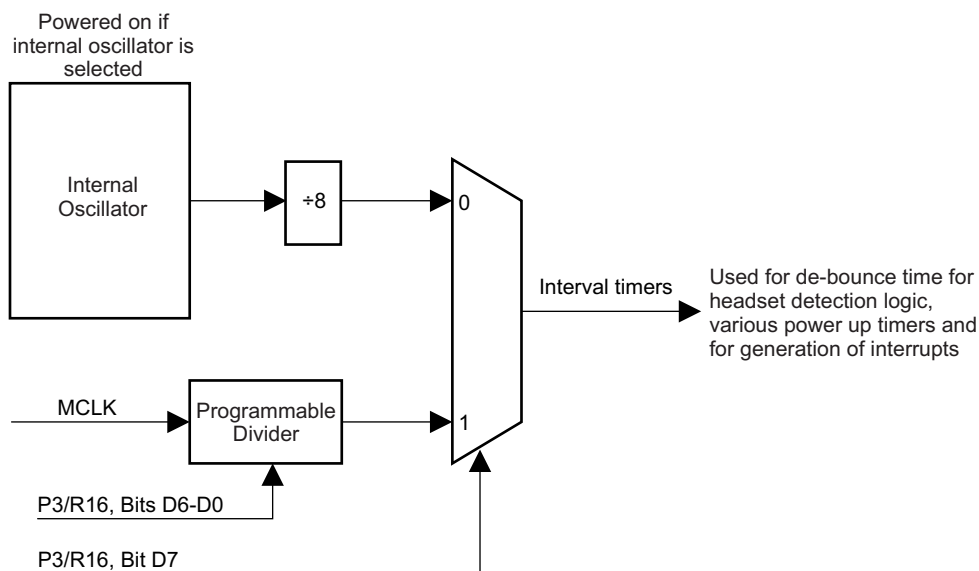 Powered on if
internal oscillator is
selected
Internal
Oscillator
÷8
0
Interval timers
Used for de-bounce time for
headset detection logic,
various power up timers and
for generation of interrupts
MCLK
Programmable
Divider
1
P3/R16, Bits D6-D0
P3/R16, Bit D7